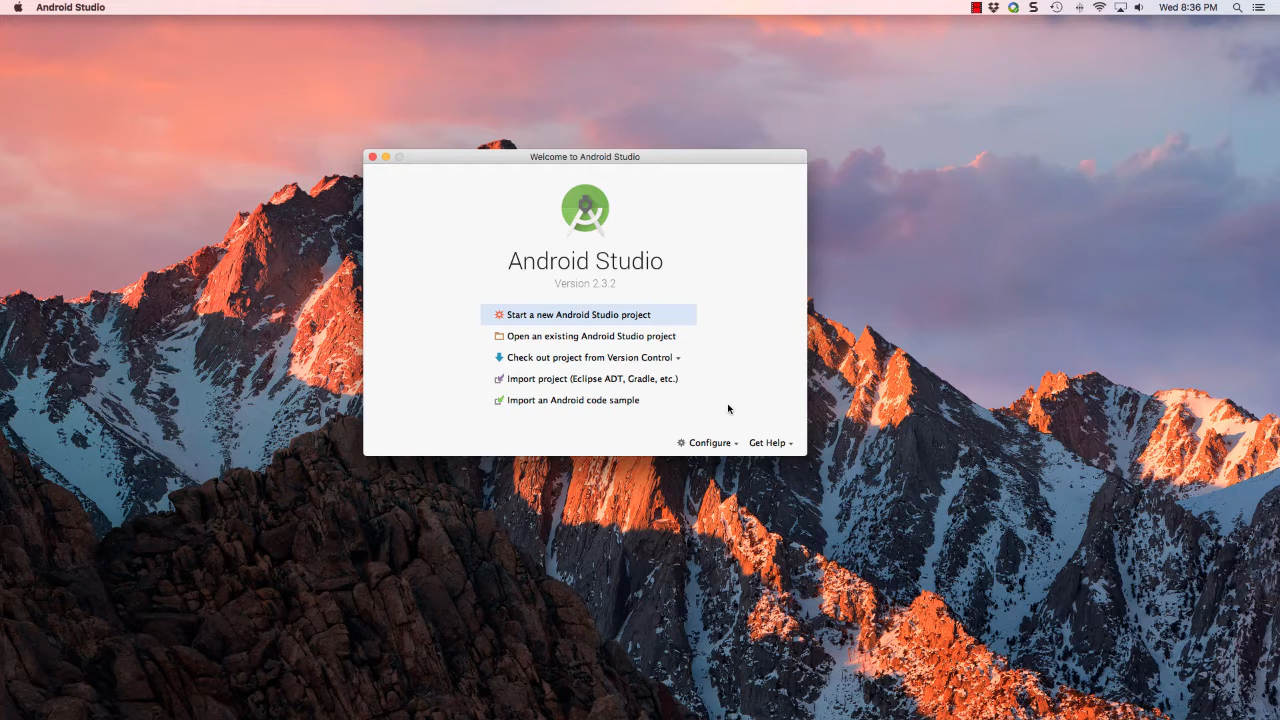 Android Studio
Wed 8:36 PM
Welcome to Android Studio
Android Studio
Version 2.3.2
Start a new Android Studio project
Open an existing Android Studio project
Check out project from Version Control
Import project (Eclipse ADT, Gradle, etc.)
Import an Android code sample
Configure
Get Help